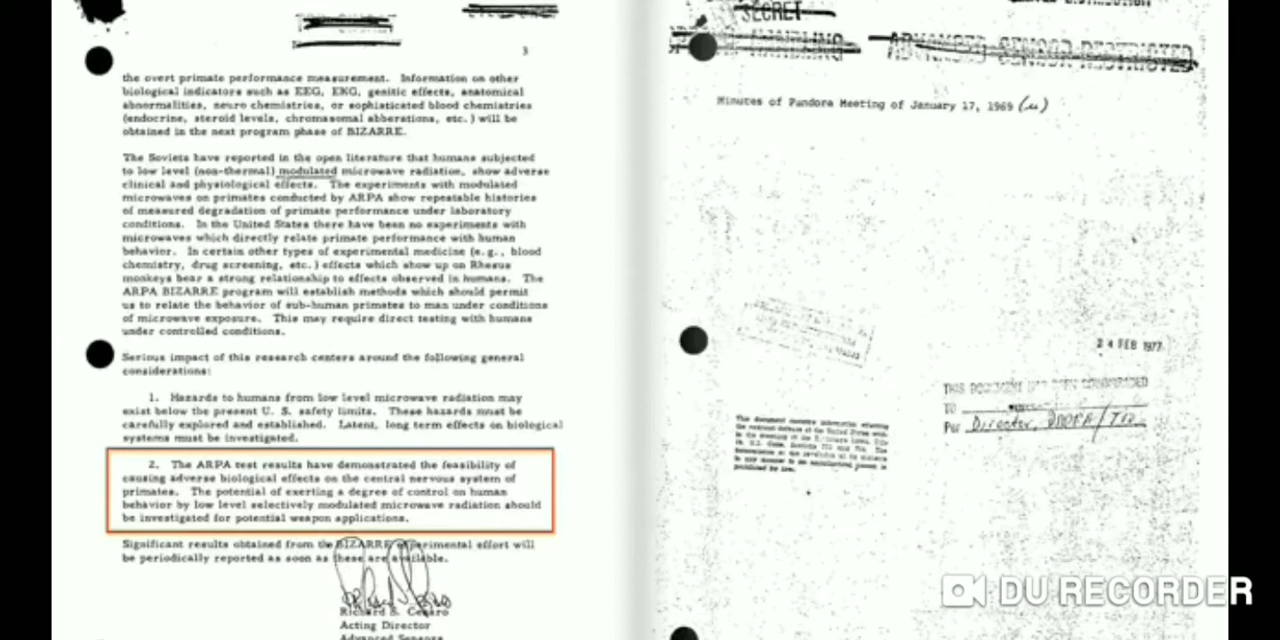 3
the overt primate performance measurement. Information on other
biological indicators such as EEG, EKG, genitic effects, anatomical
abnormalities, neuro chemistries, or sophisticated blood chemistries
(endocrine, steroid levels, chromasomal abberations, etc.) will be
obtained in the next program phase of BIZARRE.
The Soviets have reported in the open literature that humans subjected
to low level (non-thermal) modulated microwave radiation, show adverse
clinical and physiological effects. The experiments with modulated
microwaves on primates conducted by ARPA show repeatable histories
of measured degradation of primate performance under laboratory
conditions. In the United States there have been no experiments with
microwaves which directly relate primate performance with human
behavior. In certain other types of experimental medicine (e.g., blood
chemistry, drug screening, etc.) effects which show up on Rhesus
monkeys bear a strong relationship to effects observed in humans. The
ARPA BIZARRE program will establish methods which should permit
us to relate the behavior of sub-human primates to man under conditions
of microwave exposure. This may require direct testing with humans
under controlled conditions.
Serious impact of this research centers around the following general
considerations:
1. Hazards to humans from low level microwave radiation may
exist below the present U. S. safety limits. These hazards must be
carefully explored and established. Latent, long term effects on biological
systems must be investigated.
2. The ARPA test results have demonstrated the feasibility of
causing adverse biological effects on the central nervous system of
primates. The potential of exerting a degree of control on human
behavior by low level selectively modulated microwave radiation should
be investigated for potential weapon applications.
Significant results obtained from the BIZARRE experimental effort will
be periodically reported as soon as these are available.
Richard S. Cesaro
Acting Director
Advanced Sensors
SECRET
HANDLING ADVANCED SENSOR RESTRICTED
Minutes of Pandora Meeting of January 17, 1969 (u)
24 FEB 1977
THIS DOCUMENT HAS BEEN
TO
Per Director, DARPA/TIO
DU RECORDER